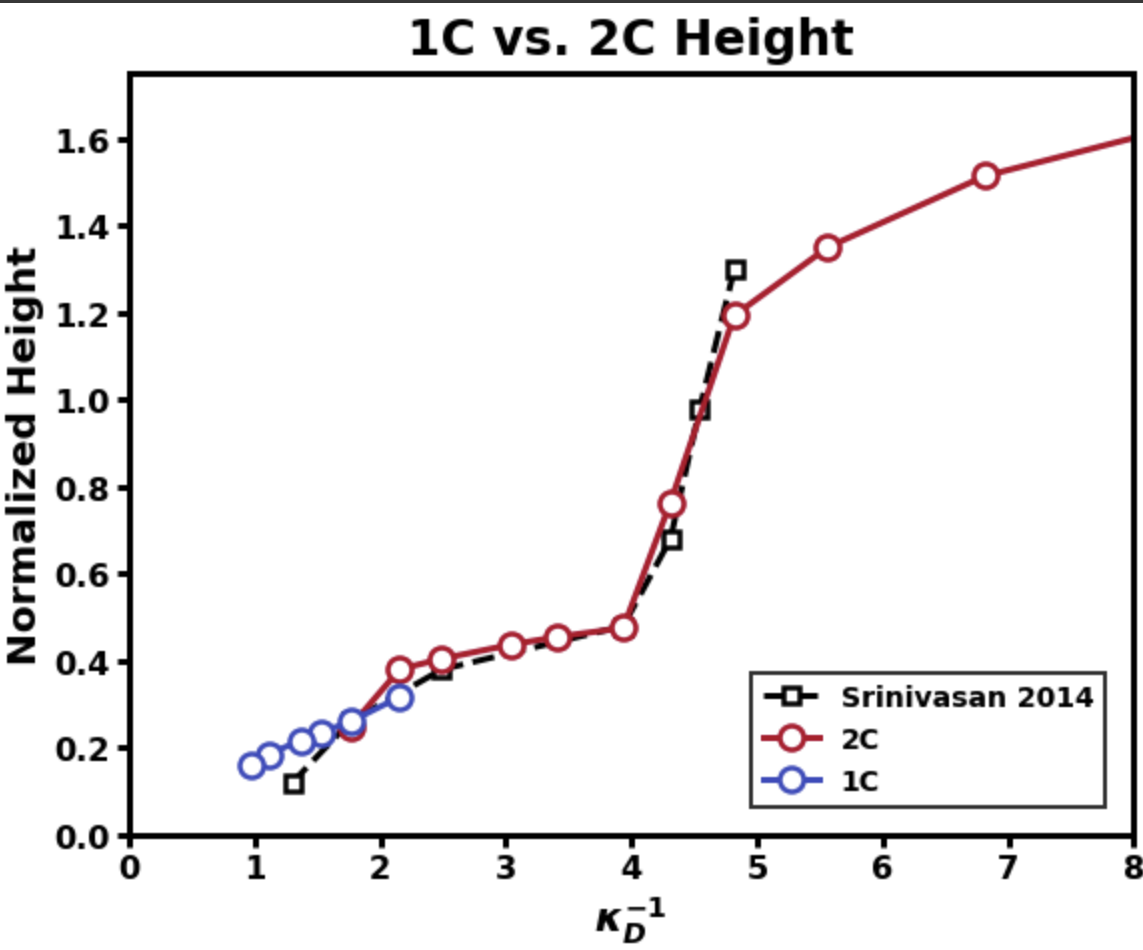 1C vs. 2C Height
Normalized Height
1.6
1.4
1.2
1.0
0.8
0.6
0.4
0.2
0.0
Srinivasan 2014
2C
1C
0 1 2 3 4 5 6 7 8
κ_D^{-1}